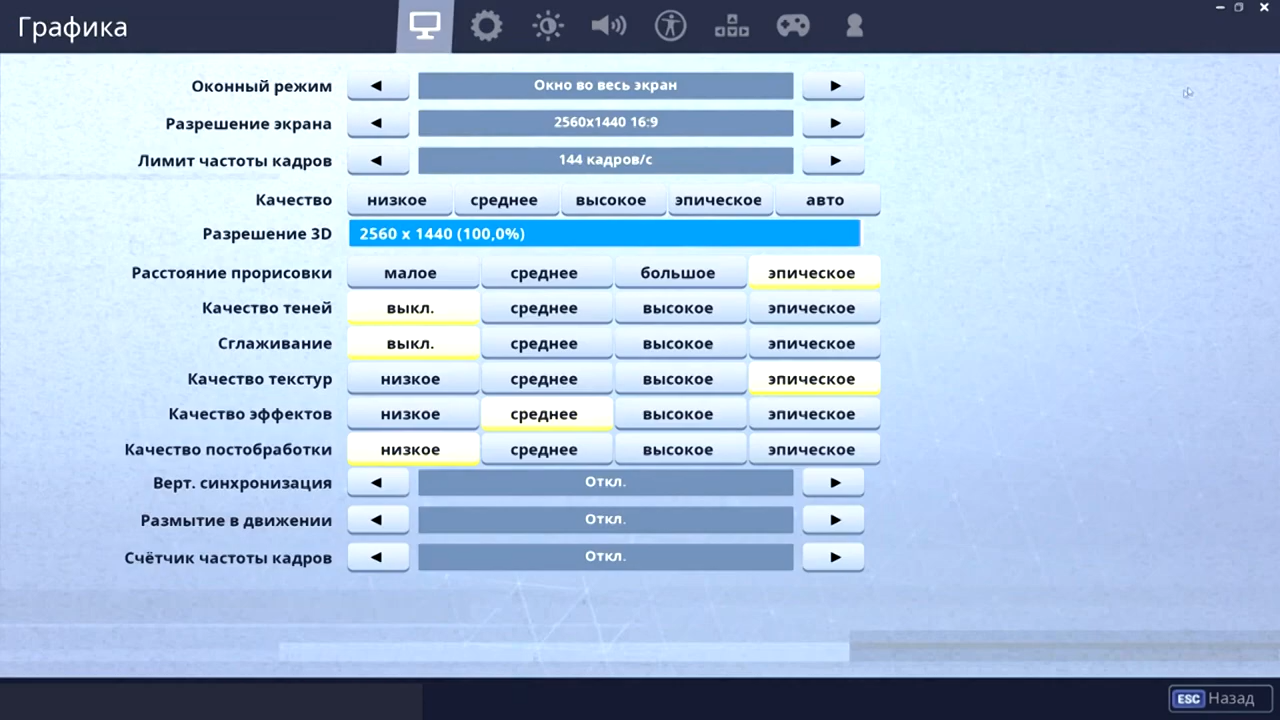 Графика
Оконный режим Окно во весь экран
Разрешение экрана 2560x1440 16:9
Лимит частоты кадров 144 кадров/с
Качество низкое среднее высокое эпическое авто
Разрешение 3D 2560 x 1440 (100,0%)
Расстояние прорисовки малое среднее большое эпическое
Качество теней выкл. среднее высокое эпическое
Сглаживание выкл. среднее высокое эпическое
Качество текстур низкое среднее высокое эпическое
Качество эффектов низкое среднее высокое эпическое
Качество постобработки низкое среднее высокое эпическое
Верт. синхронизация Откл.
Размытие в движении Откл.
Счётчик частоты кадров Откл.
ESC Назад